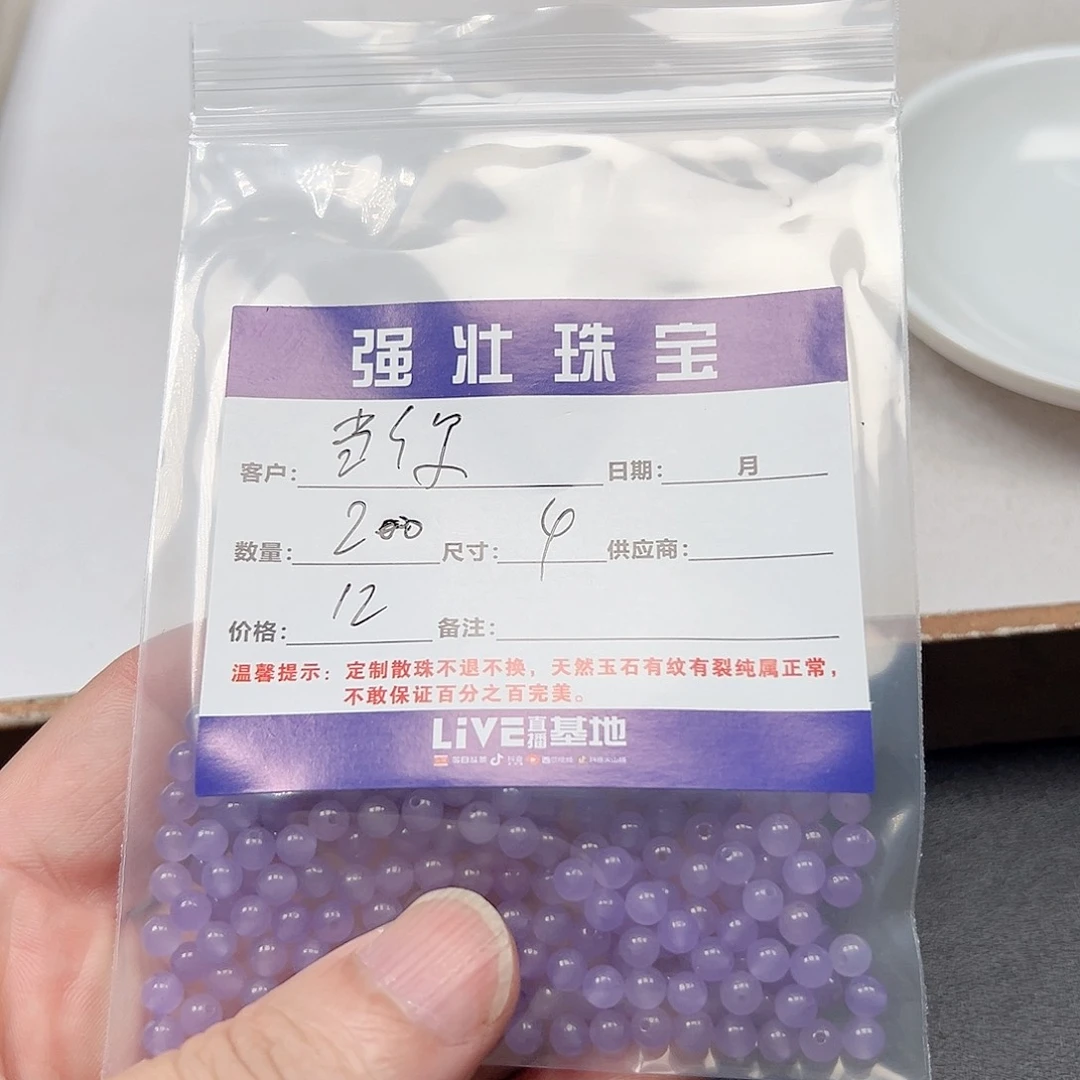 强壮珠宝
客户: 当 你 日期: 月
数量: 200 尺寸: 4 供应商:
价格: 12 备注:
温馨提示: 定制散珠不退不换, 天然玉石有纹有裂纯属正常,
不敢保证百分之百完美。
LiVE直播基地